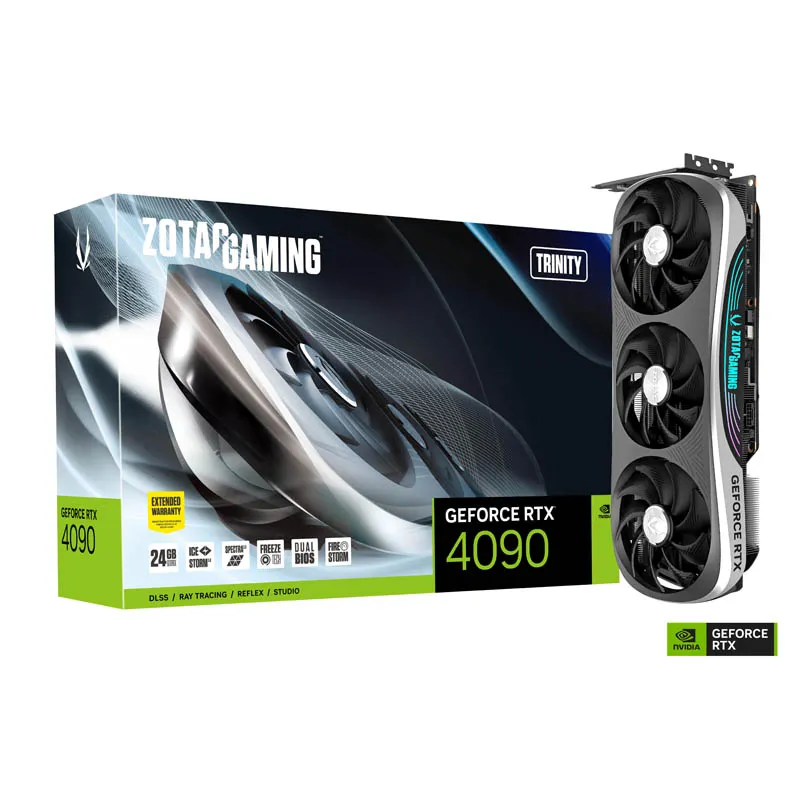 ZOTAC GAMING
TRINITY
EXTENDED
WARRANTY
GEFORCE RTX
4090
24GB
ICE
STORM
SPECTRA
FREEZE
DUAL
BIOS
FIRE
STORM
DLSS / RAY TRACING / REFLEX / STUDIO
GEFORCE RTX
4090
NVIDIA
ZOTAC GAMING
GEFORCE RTX
NVIDIA
GEFORCE
RTX